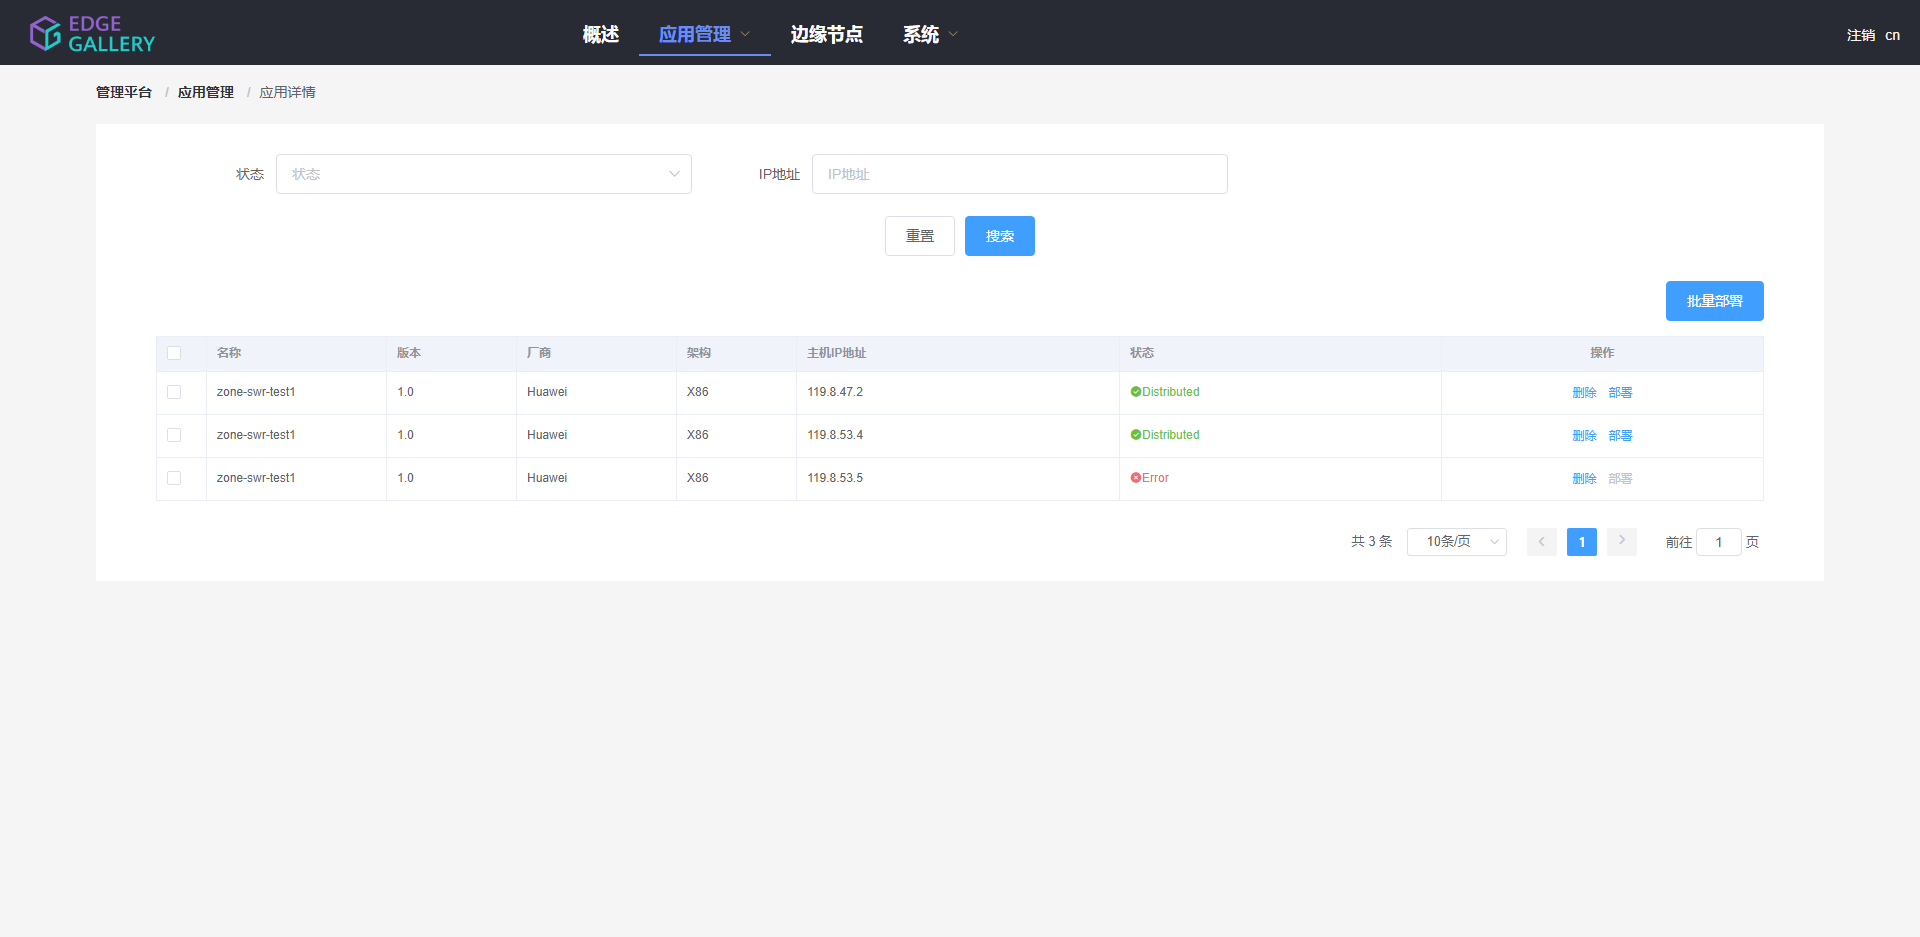 EDGE
GALLERY
概述 应用管理 边缘节点 系统
注销 cn
管理平台 / 应用管理 / 应用详情
状态 状态 IP地址 IP地址
重置 搜索
批量部署
名称 版本 厂商 架构 主机IP地址 状态 操作
zone-swr-test1 1.0 Huawei X86 119.8.47.2 Distributed 删除 部署
zone-swr-test1 1.0 Huawei X86 119.8.53.4 Distributed 删除 部署
zone-swr-test1 1.0 Huawei X86 119.8.53.5 Error 删除 部署
共 3 条 10条/页 1 前往 1 页